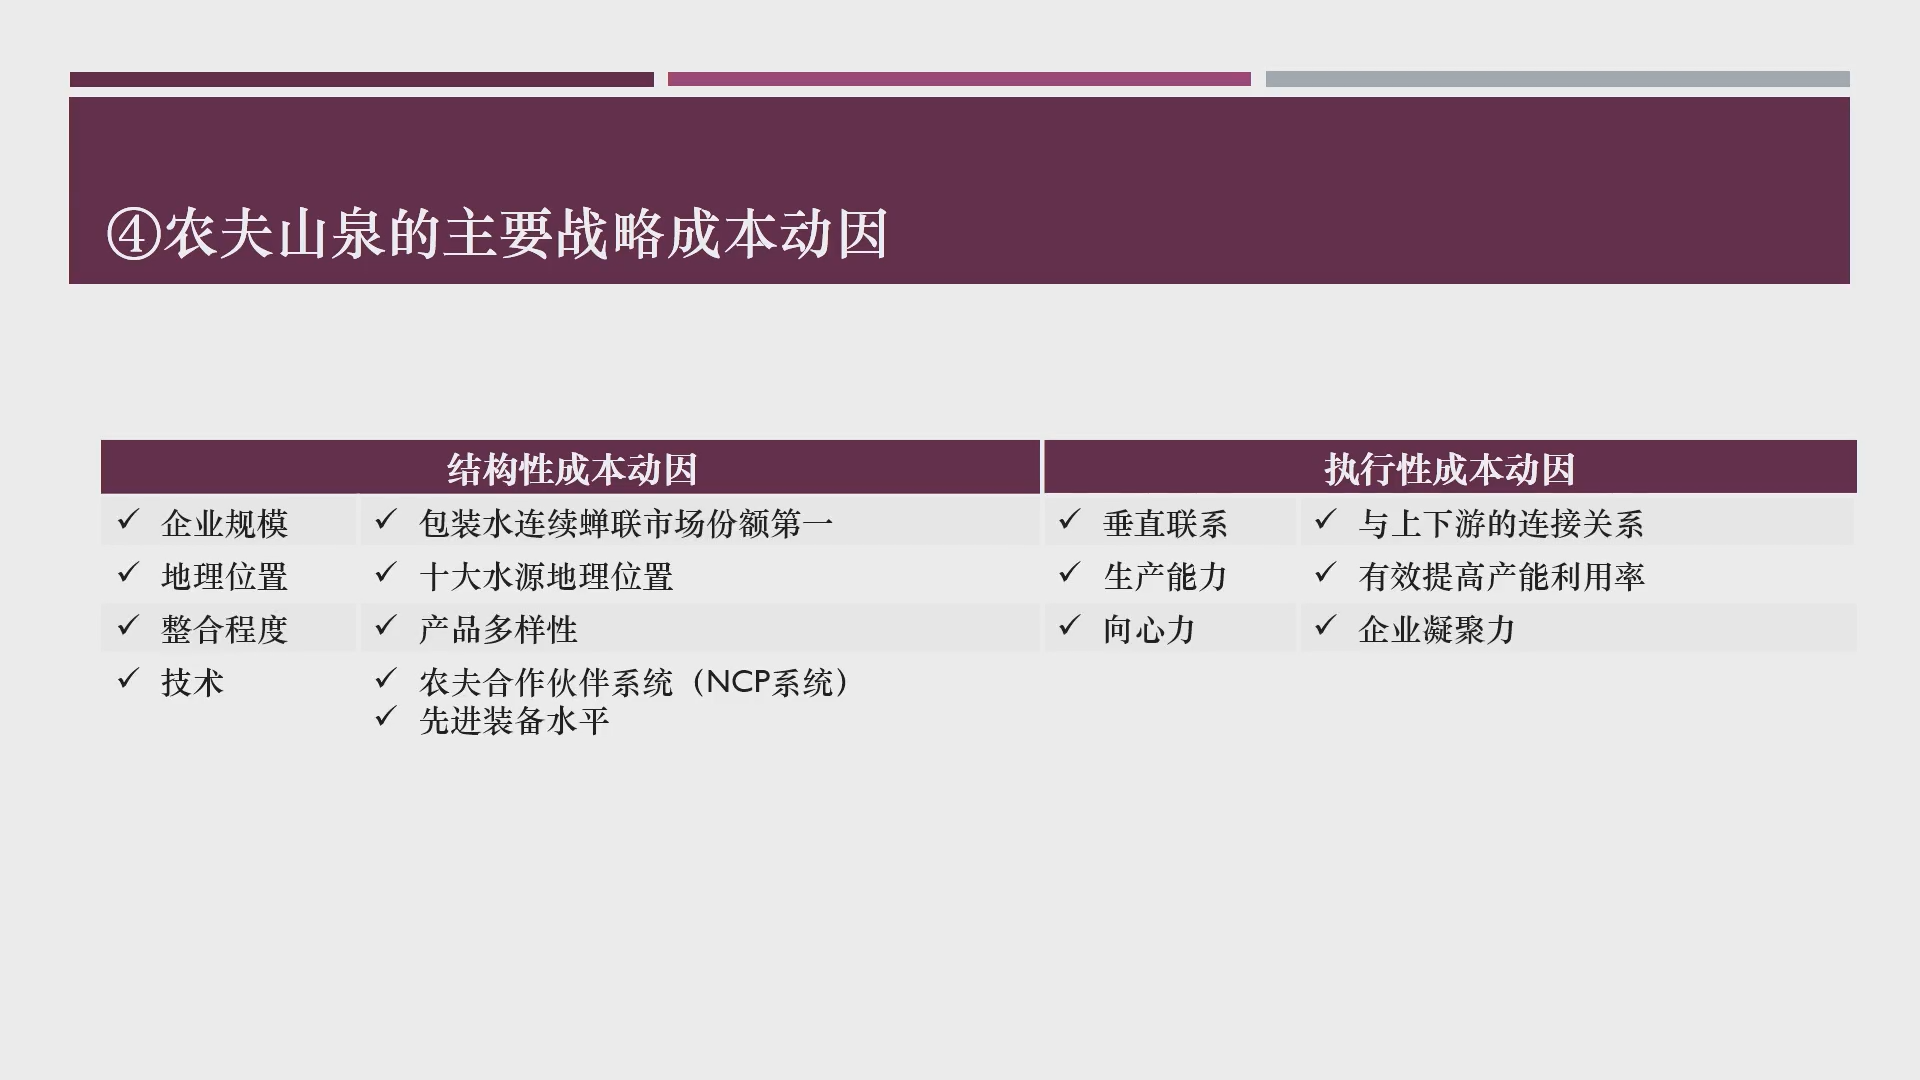 ④农夫山泉的主要战略成本动因
结构性成本动因 执行性成本动因
✓ 企业规模 ✓ 包装水连续蝉联市场份额第一 ✓ 垂直联系 ✓ 与上下游的连接关系
✓ 地理位置 ✓ 十大水源地理位置 ✓ 生产能力 ✓ 有效提高产能利用率
✓ 整合程度 ✓ 产品多样性 ✓ 向心力 ✓ 企业凝聚力
✓ 技术 ✓ 农夫合作伙伴系统（NCP系统）
✓ 先进装备水平